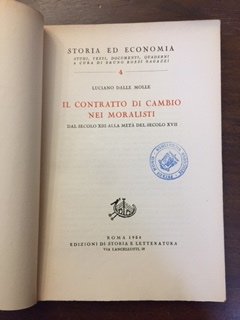 STORIA ED ECONOMIA
STUDI, TESTI, DOCUMENTI, QUADERNI
A CURA DI BRUNO ROSSI RAGAZZI
4
LUCIANO DALLE MOLLE
IL CONTRATTO DI CAMBIO
NEI MORALISTI
DAL SECOLO XIII ALLA METÀ DEL SECOLO XVII
ROMA 1954
EDIZIONI DI STORIA E LETTERATURA
VIA LANCELLOTTI, 18